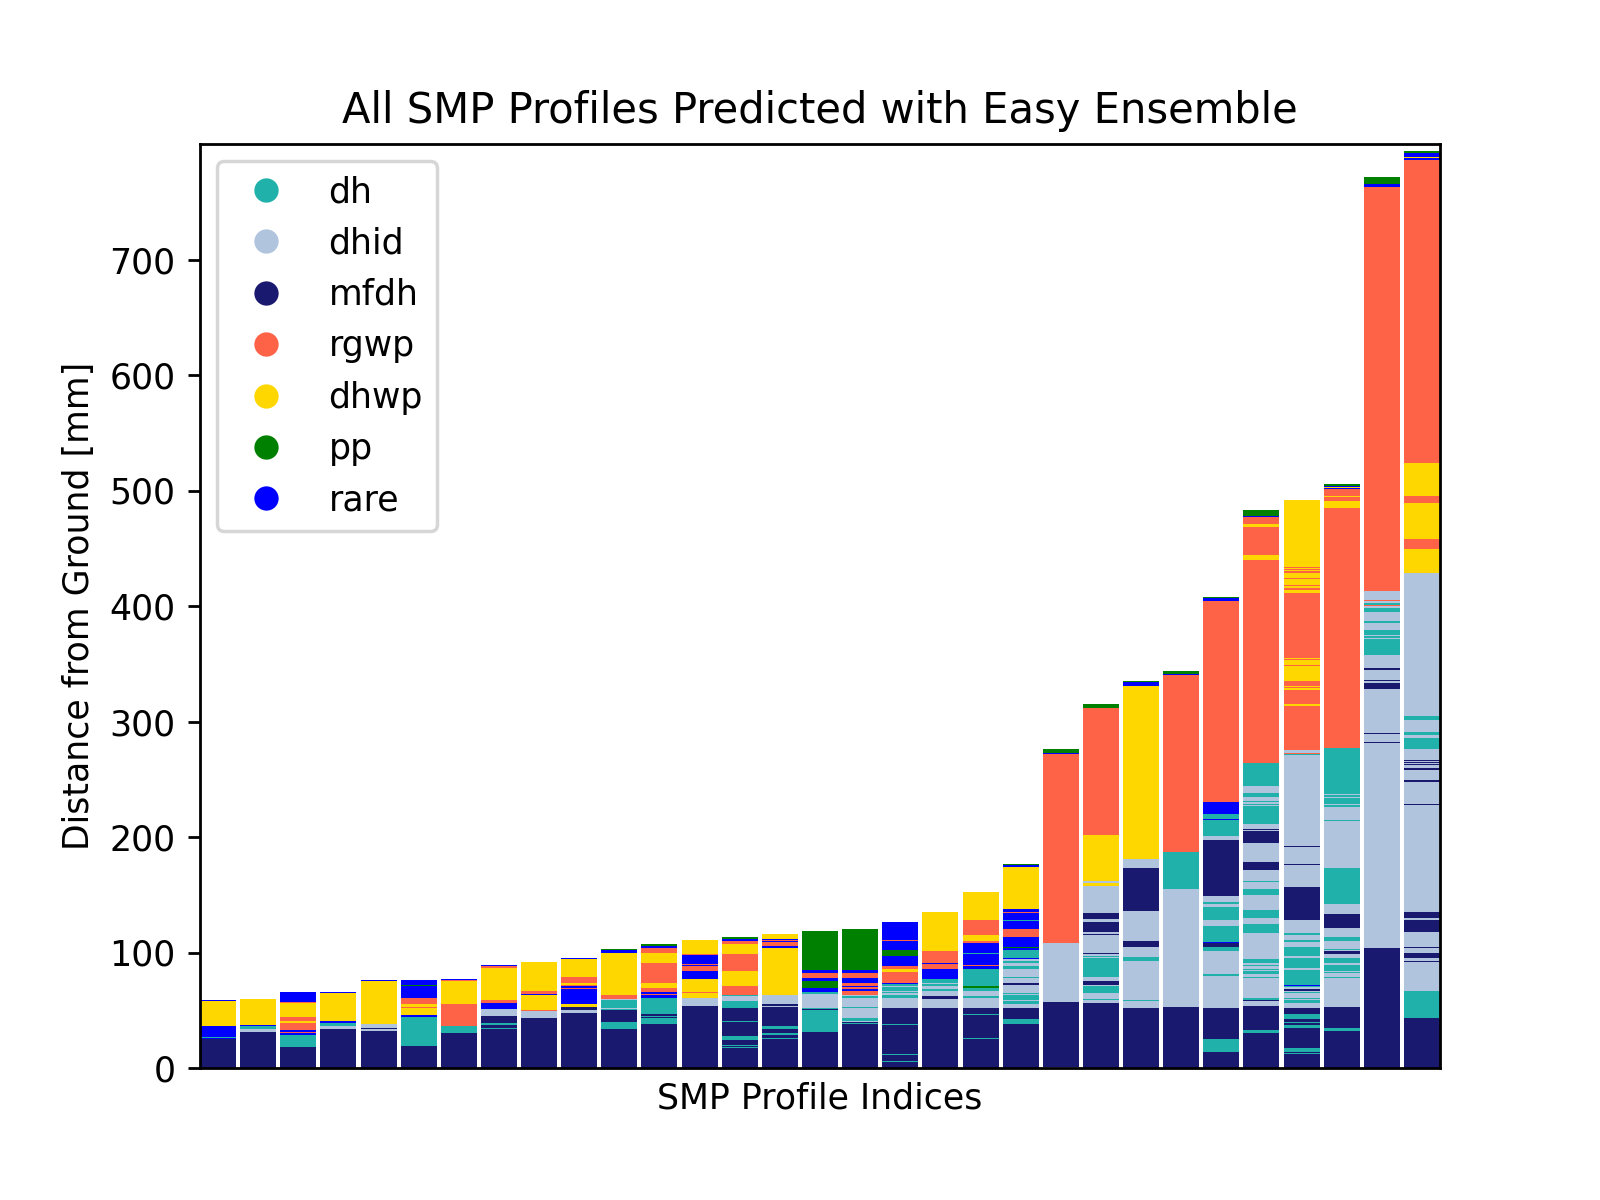 All SMP Profiles Predicted with Easy Ensemble
dh
dhid
mfdh
rgwp
dhwp
pp
rare
700
600
500
400
300
200
100
0
Distance from Ground [mm]
SMP Profile Indices